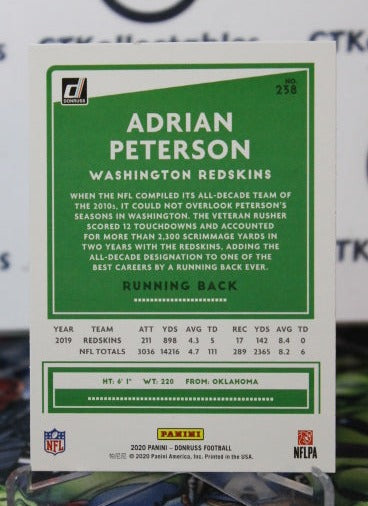 CTKollectables
DONRUSS
NO.
238
ADRIAN
PETERSON
WASHINGTON REDSKINS
WHEN THE NFL COMPILED ITS ALL-DECADE TEAM OF
THE 2010s, IT COULD NOT OVERLOOK PETERSON'S
SEASONS IN WASHINGTON. THE VETERAN RUSHER
SCORED 12 TOUCHDOWNS AND ACCOUNTED
FOR MORE THAN 2,300 SCRIMMAGE YARDS IN
TWO YEARS WITH THE REDSKINS, ADDING THE
ALL-DECADE DESIGNATION TO ONE OF THE
BEST CAREERS BY A RUNNING BACK EVER.
RUNNING BACK
YEAR TEAM ATT YDS AVG TD REC YDS AVG TD
2019 REDSKINS 211 898 4.3 5 17 142 8.4 0
NFL TOTALS 3036 14216 4.7 111 289 2365 8.2 6
HT: 6' 1" WT: 220 FROM: OKLAHOMA
NFL
PANINI
NFLPA
2020 PANINI – DONRUSS FOOTBALL
帕尼尼 © 2020 Panini America, Inc. Printed in the USA.